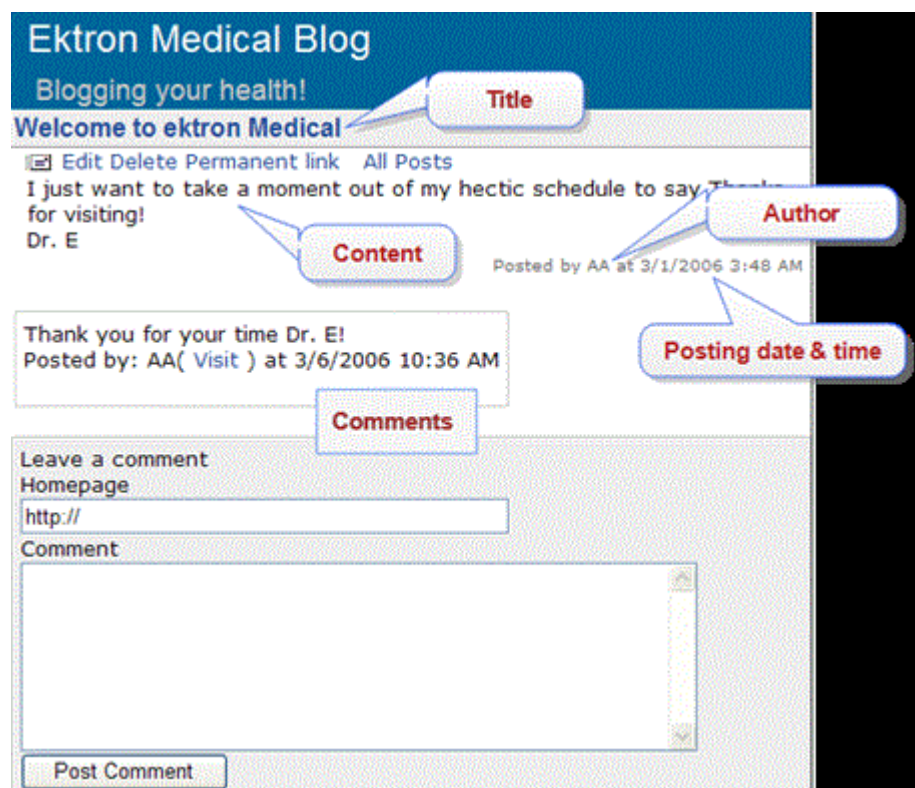 Ektron Medical Blog
Blogging your health!
Title
Welcome to ektron Medical
Edit Delete Permanent link All Posts
I just want to take a moment out of my hectic schedule to say Thanks
for visiting!
Dr. E
Author
Content
Posted by AA at 3/1/2006 3:48 AM
Thank you for your time Dr. E!
Posted by: AA( Visit ) at 3/6/2006 10:36 AM
Posting date & time
Comments
Leave a comment
Homepage
http://
Comment
Post Comment